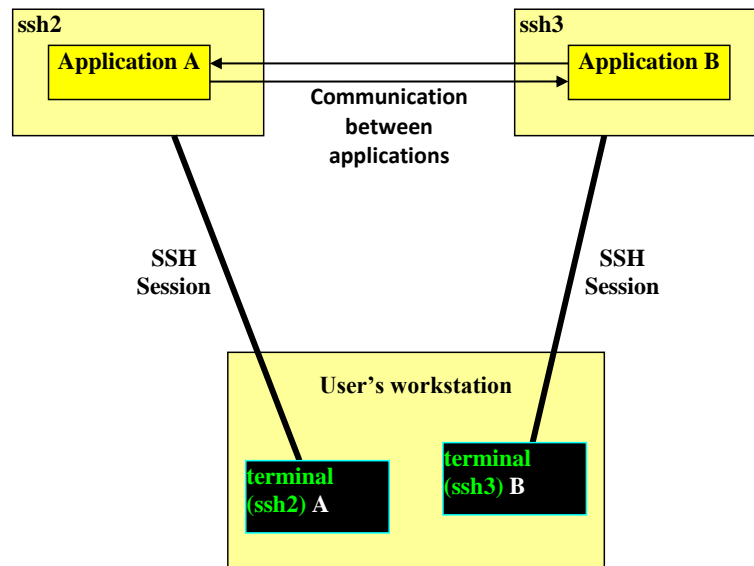 ssh2
Application A
ssh3
Application B
Communication
between
applications
SSH
Session
SSH
Session
User's workstation
terminal
(ssh2) A
terminal
(ssh3) B